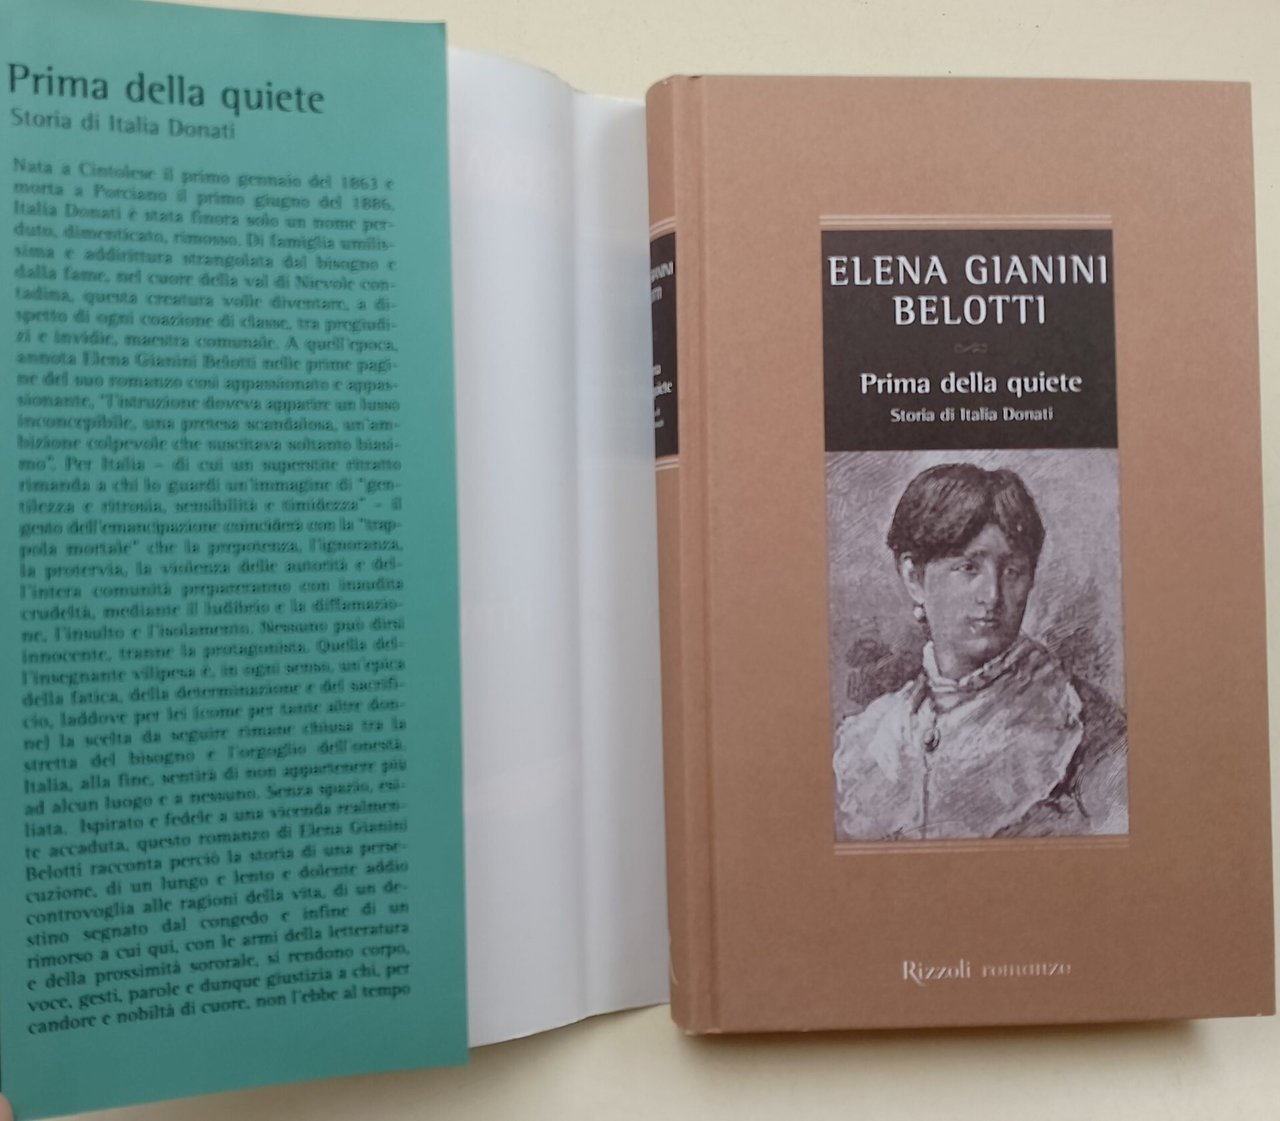 Prima della quiete
Storia di Italia Donati
Nata a Cintolese il primo gennaio del 1863 e
morta a Porciano il primo giugno del 1886,
Italia Donati è stata finora solo un nome per-
duto, dimenticato, rimosso. Di famiglia umilis-
sima e addirittura strangolata dal bisogno e
dalla fame, nel cuore della val di Nievole con-
tadina, questa creatura volle diventare, a di-
spetto di ogni coazione di classe, tra pregiudi-
zi e invidie, maestra comunale. A quell'epoca,
annota Elena Gianini Belotti nelle prime pagi-
ne del suo romanzo così appassionato e appas-
sionante, "l'istruzione doveva apparire un lusso
inconcepibile, una pretesa scandalosa, un'am-
bizione colpevole che suscitava soltanto biasi-
mo". Per Italia – di cui un superstite ritratto
rimanda a chi lo guardi un'immagine di "gen-
tilezza e ritrosia, sensibilità e timidezza" – il
gesto dell'emancipazione coinciderà con la "trap-
pola mortale" che la prepotenza, l'ignoranza,
la protervia, la violenza delle autorità e del-
l'intera comunità prepareranno con inaudita
crudeltà, mediante il ludibrio e la diffamazio-
ne, l'insulto e l'isolamento. Nessuno può dirsi
innocente, tranne la protagonista. Quella del-
l'insegnante vilipesa è, in ogni senso, un'epica
della fatica, della determinazione e del sacrifi-
cio, laddove per lei (come per tante altre don-
ne) la scelta da seguire rimane chiusa tra la
stretta del bisogno e l'orgoglio dell'onestà.
Italia, alla fine, sentirà di non appartenere più
ad alcun luogo e a nessuno. Senza spazio, esi-
liata. Ispirato e fedele a una vicenda realmen-
te accaduta, questo romanzo di Elena Gianini
Belotti racconta perciò la storia di una perse-
cuzione, di un lungo e lento e dolente addio
controvoglia alle ragioni della vita, di un de-
stino segnato dal congedo e infine di un
rimorso a cui qui, con le armi della letteratura
e della prossimità sororale, si rendono corpo,
voce, gesti, parole e dunque giustizia a chi, per
candore e nobiltà di cuore, non l'ebbe al tempo
ELENA GIANINI
BELOTTI
Prima della quiete
Storia di Italia Donati
Rizzoli romanzo